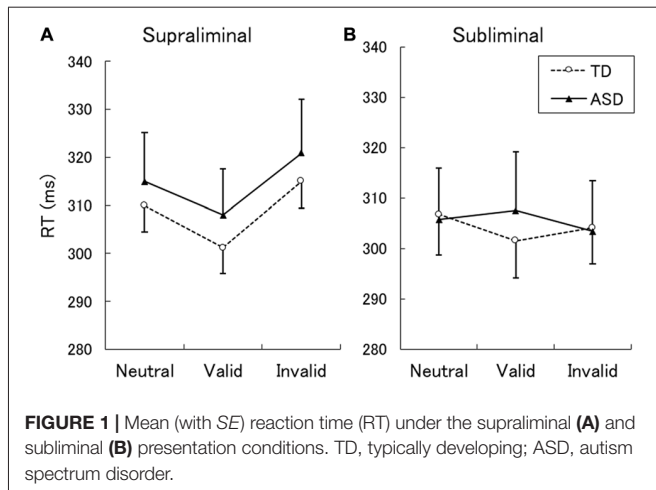 A Supraliminal
340
330
320
310
300
290
280
RT (ms)
Neutral Valid Invalid
B Subliminal
340
330
320
310
300
290
280
TD
ASD
Neutral Valid Invalid
FIGURE 1 | Mean (with SE) reaction time (RT) under the supraliminal (A) and
subliminal (B) presentation conditions. TD, typically developing; ASD, autism
spectrum disorder.